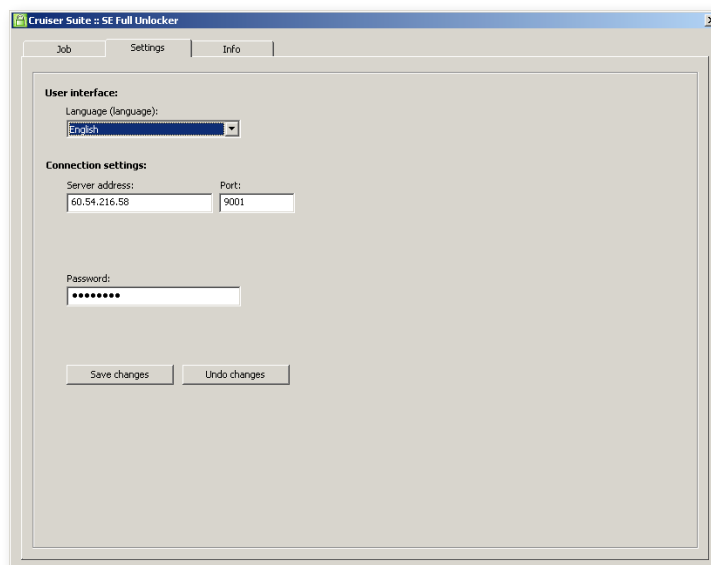 Cruiser Suite :: SE Full Unlocker
Job Settings Info
User interface:
Language (language):
English
Connection settings:
Server address: Port:
60.54.216.58 9001
Password:
●●●●●●●●
Save changes Undo changes